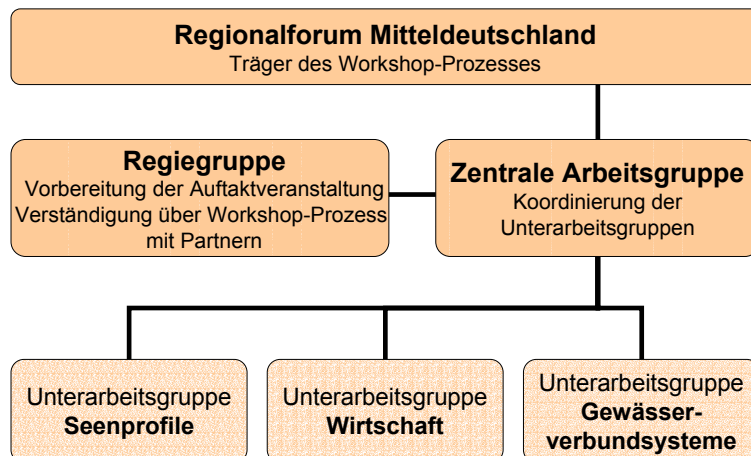 Regionalforum Mitteldeutschland
Träger des Workshop-Prozesses
Regiegruppe
Vorbereitung der Auftaktveranstaltung
Verständigung über Workshop-Prozess
mit Partnern
Zentrale Arbeitsgruppe
Koordinierung der
Unterarbeitsgruppen
Unterarbeitsgruppe
Seenprofile
Unterarbeitsgruppe
Wirtschaft
Unterarbeitsgruppe
Gewässer-
verbundsysteme